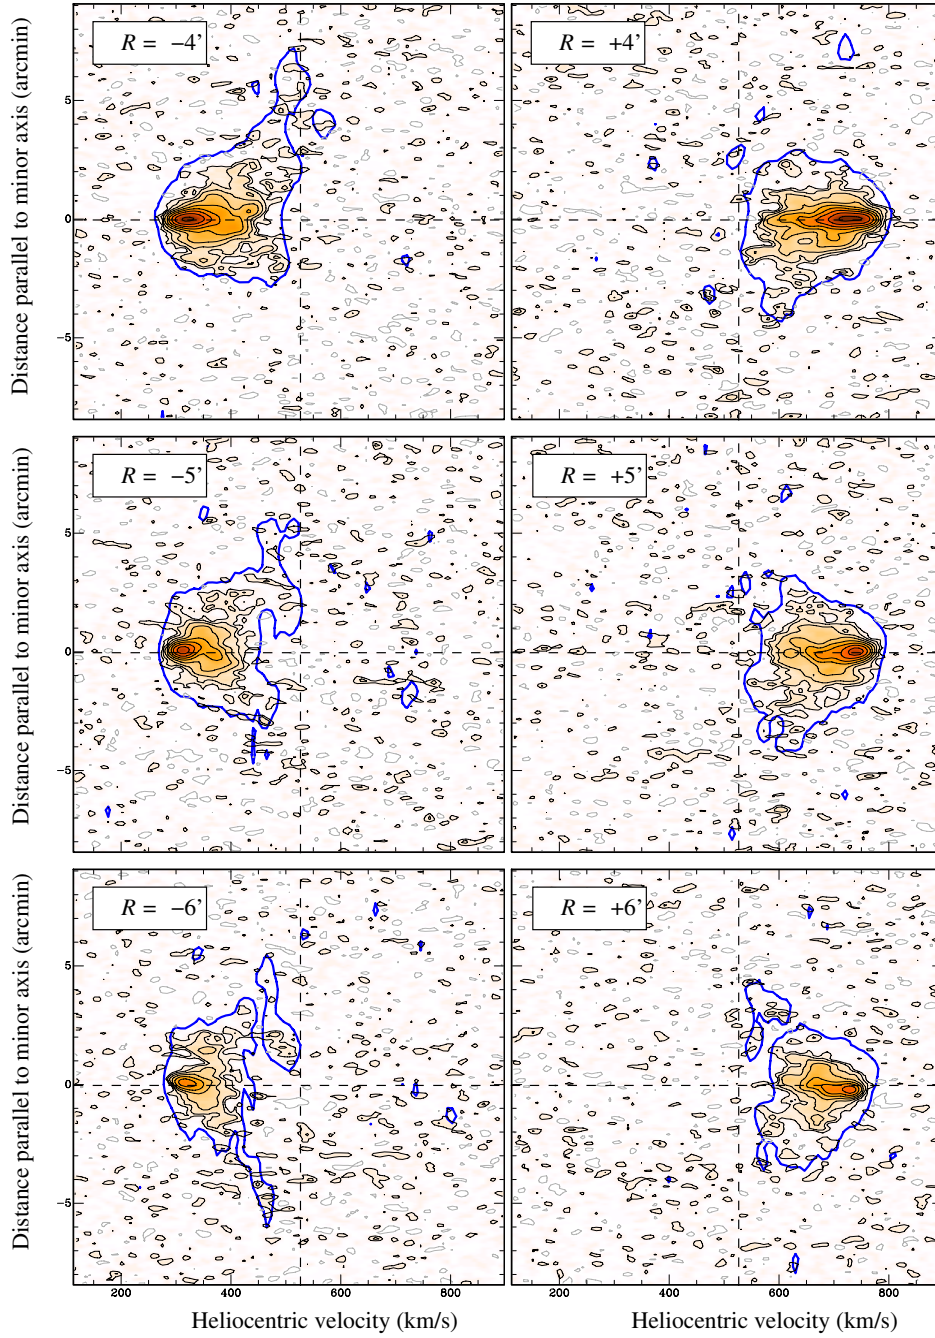 R = −4'
R = +4'
Distance parallel to minor axis (arcmin)
5
0
−5
R = −5'
R = +5'
Distance parallel to minor axis (arcmin)
5
0
−5
R = −6'
R = +6'
Distance parallel to minor axis (arcmin)
5
0
−5
200 400 600 800 200 400 600 800
Heliocentric velocity (km/s) Heliocentric velocity (km/s)